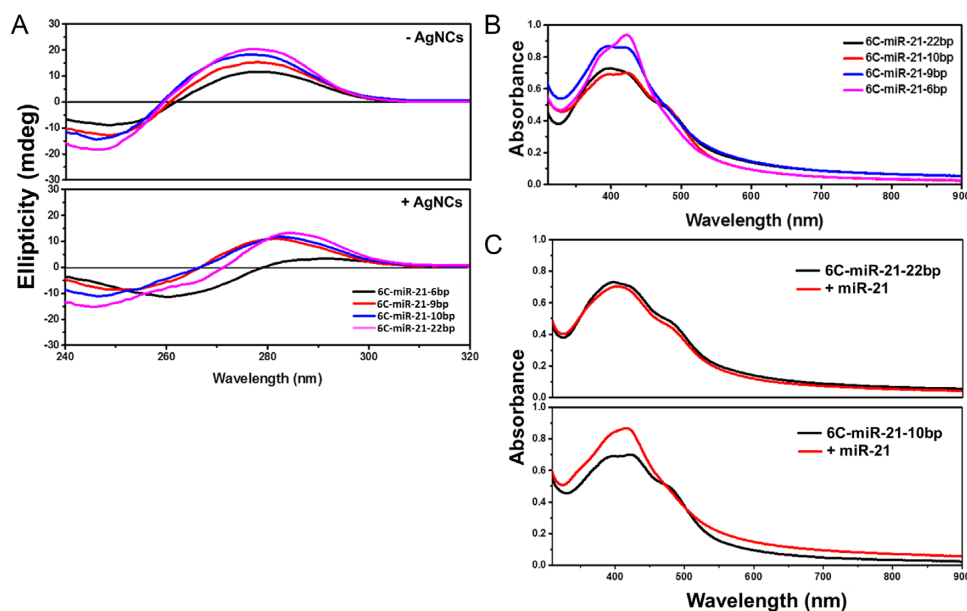 A
- AgNCs
30
20
10
0
-10
-20
-30
+ AgNCs
30
20
10
0
-10
-20
-30
6C-miR-21-6bp
6C-miR-21-9bp
6C-miR-21-10bp
6C-miR-21-22bp
240 260 280 300 320
Wavelength (nm)
Ellipticity (mdeg)
B
6C-miR-21-22bp
6C-miR-21-10bp
6C-miR-21-9bp
6C-miR-21-6bp
1.0
0.8
0.6
0.4
0.2
0.0
400 500 600 700 800 900
Wavelength (nm)
Absorbance
C
6C-miR-21-22bp
+ miR-21
1.0
0.8
0.6
0.4
0.2
0.0
6C-miR-21-10bp
+ miR-21
1.0
0.8
0.6
0.4
0.2
0.0
400 500 600 700 800 900
Wavelength (nm)
Absorbance
Absorbance